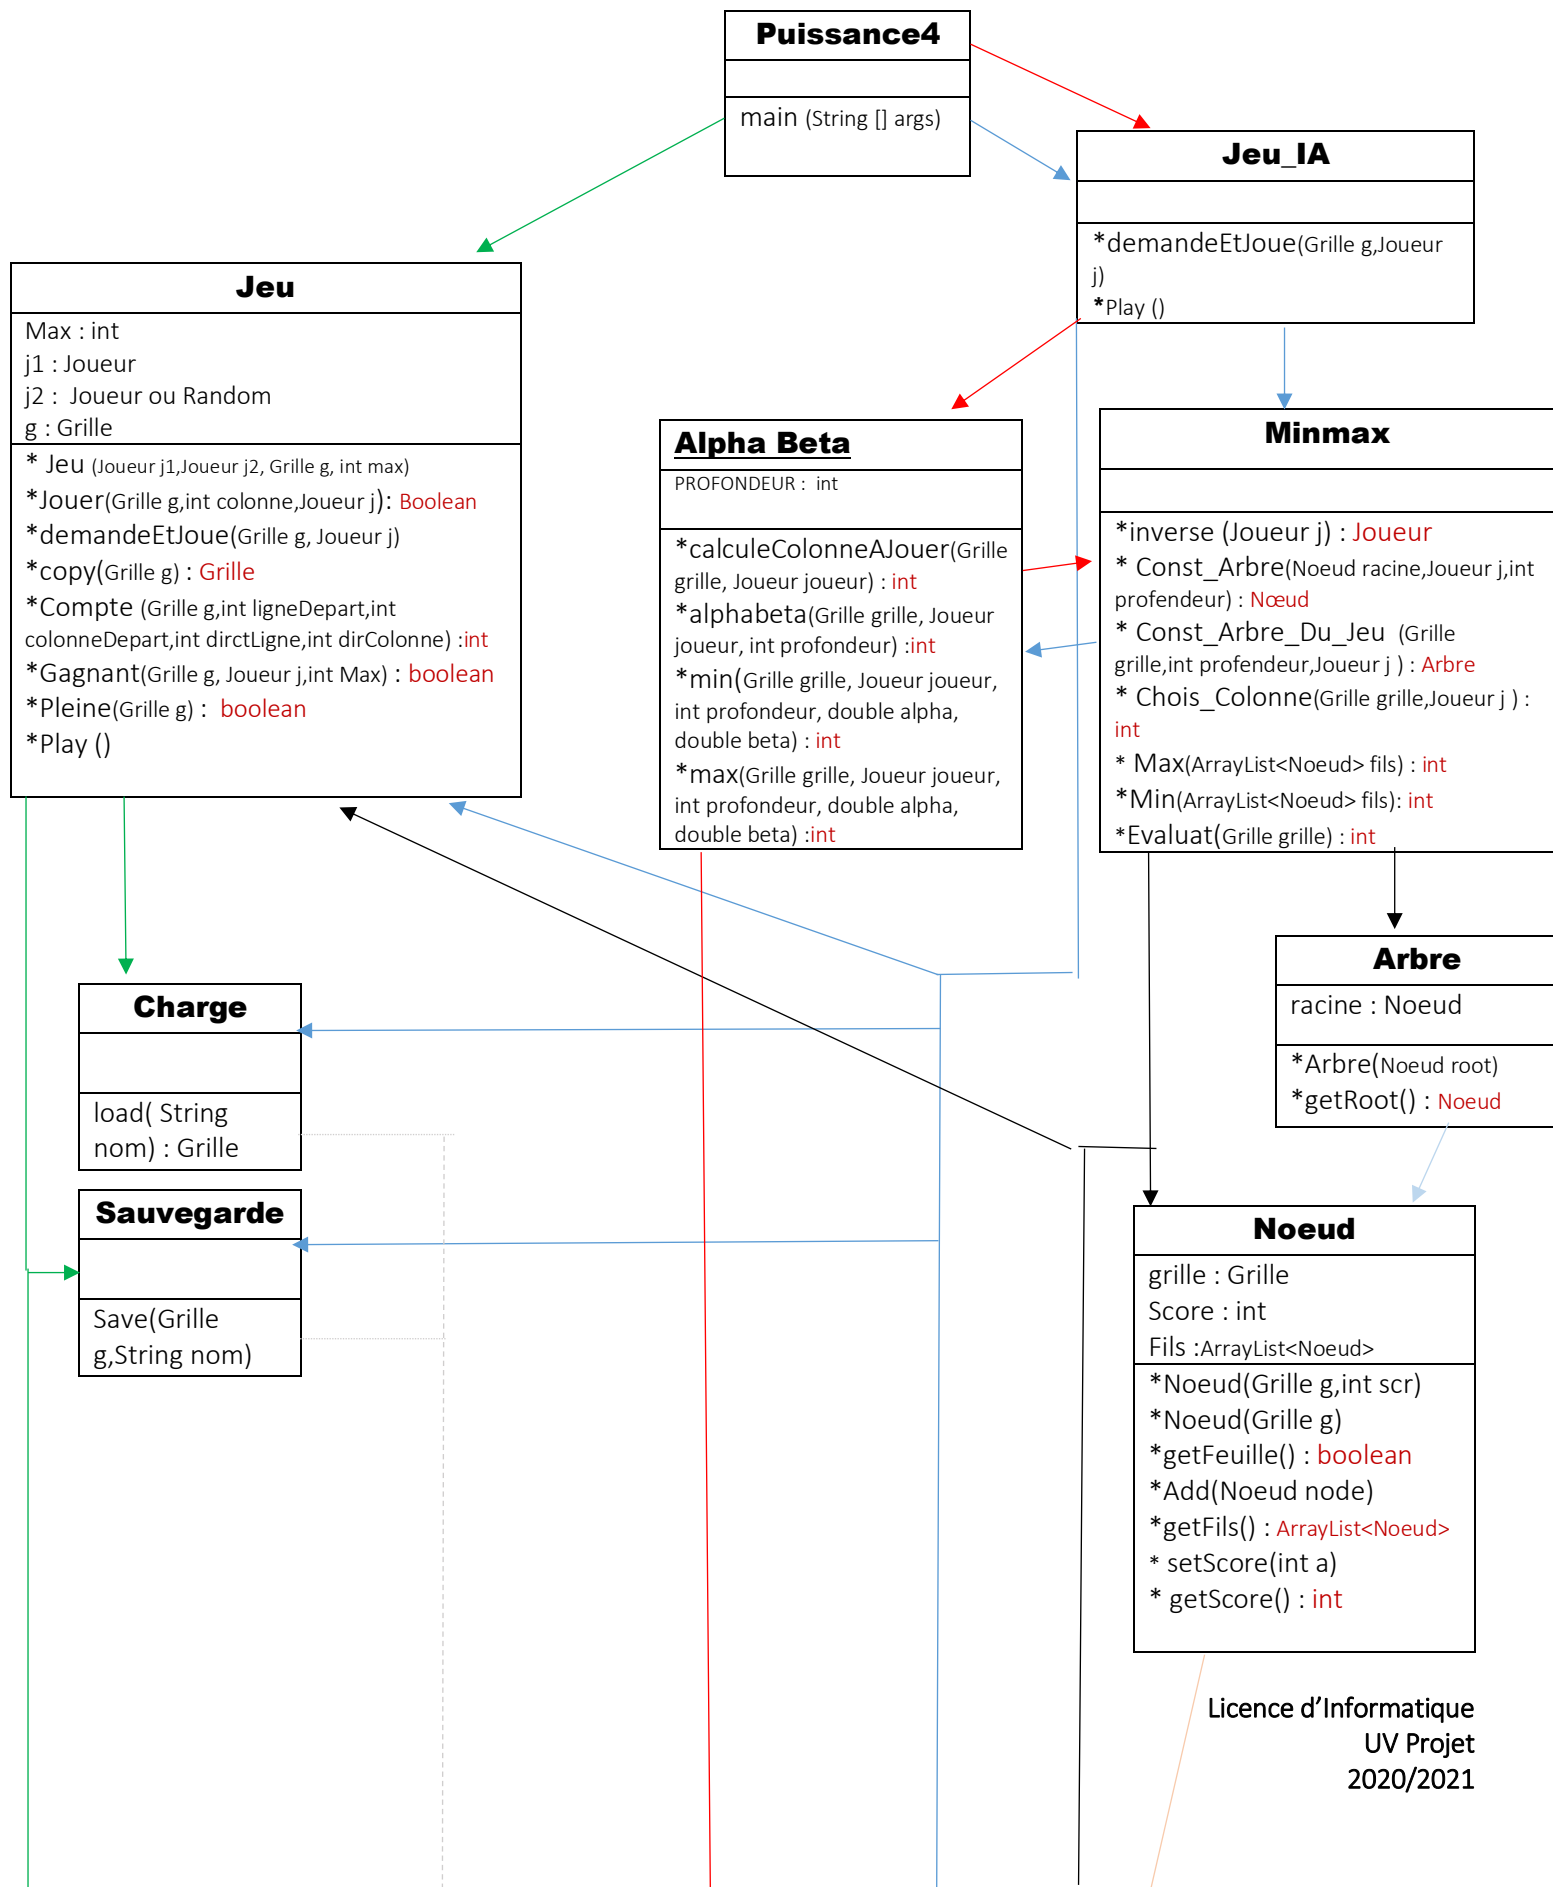 Puissance4
main (String [] args)
Jeu_IA
*demandeEtJoue(Grille g,Joueur
j)
*Play ()
Jeu
Max : int
j1 : Joueur
j2 :  Joueur ou Random
g : Grille
* Jeu (Joueur j1,Joueur j2, Grille g, int max)
*Jouer(Grille g,int colonne,Joueur j): Boolean
*demandeEtJoue(Grille g, Joueur j)
*copy(Grille g) : Grille
*Compte (Grille g,int ligneDepart,int
colonneDepart,int dirctLigne,int dirColonne) :int
*Gagnant(Grille g, Joueur j,int Max) : boolean
*Pleine(Grille g) :  boolean
*Play ()
Alpha Beta
PROFONDEUR :  int
*calculeColonneAJouer(Grille
grille, Joueur joueur) : int
*alphabeta(Grille grille, Joueur
joueur, int profondeur) :int
*min(Grille grille, Joueur joueur,
int profondeur, double alpha,
double beta) : int
*max(Grille grille, Joueur joueur,
int profondeur, double alpha,
double beta) :int
Minmax
*inverse (Joueur j) : Joueur
* Const_Arbre(Noeud racine,Joueur j,int
profendeur) : Nœud
* Const_Arbre_Du_Jeu  (Grille
grille,int profendeur,Joueur j ) : Arbre
* Chois_Colonne(Grille grille,Joueur j ) :
int
* Max(ArrayList<Noeud> fils) : int
*Min(ArrayList<Noeud> fils): int
*Evaluat(Grille grille) : int
Arbre
racine : Noeud
*Arbre(Noeud root)
*getRoot() : Noeud
Charge
load( String
nom) : Grille
Sauvegarde
Save(Grille
g,String nom)
Noeud
grille : Grille
Score : int
Fils :ArrayList<Noeud>
*Noeud(Grille g,int scr)
*Noeud(Grille g)
*getFeuille() : boolean
*Add(Noeud node)
*getFils() : ArrayList<Noeud>
* setScore(int a)
* getScore() : int
Licence d’Informatique
UV Projet
2020/2021